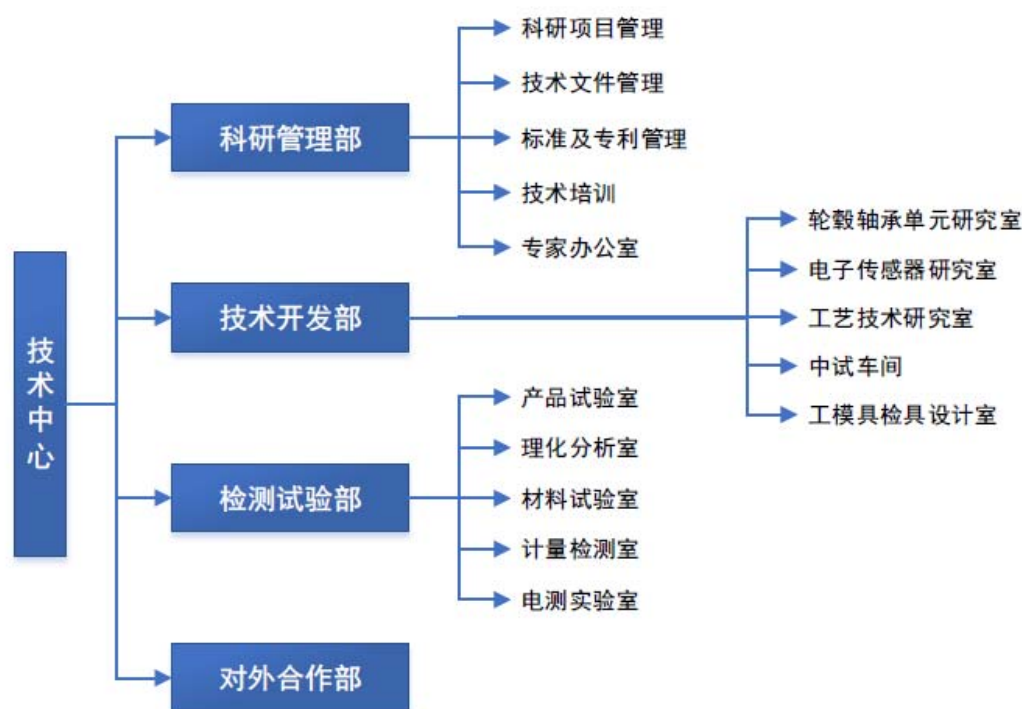 技术中心
科研管理部
科研项目管理
技术文件管理
标准及专利管理
技术培训
专家办公室
技术开发部
轮毂轴承单元研究室
电子传感器研究室
工艺技术研究室
中试车间
工模具检具设计室
检测试验部
产品试验室
理化分析室
材料试验室
计量检测室
电测实验室
对外合作部